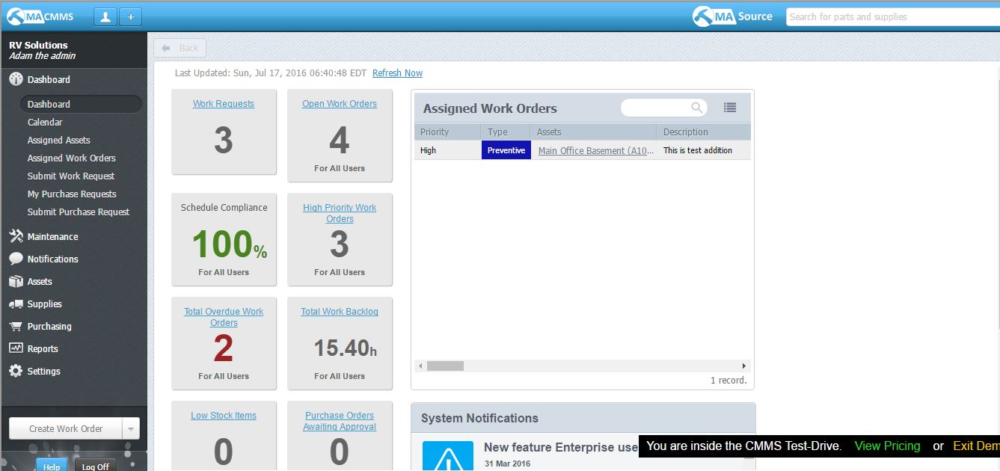 MACMMS
+
MA Source
Search for parts and supplies
RV Solutions
Adam the admin
Dashboard
Dashboard
Calendar
Assigned Assets
Assigned Work Orders
Submit Work Request
My Purchase Requests
Submit Purchase Request
Maintenance
Notifications
Assets
Supplies
Purchasing
Reports
Settings
Create Work Order
Help
Log Off
Back
Last Updated: Sun, Jul 17, 2016 06:40:48 EDT Refresh Now
Work Requests
3
Open Work Orders
4
For All Users
Schedule Compliance
100%
For All Users
High Priority Work
Orders
3
For All Users
Total Overdue Work
Orders
2
For All Users
Total Work Backlog
15.40h
For All Users
Low Stock Items
0
Purchase Orders
Awaiting Approval
0
Assigned Work Orders
Priority Type Assets Description
High Preventive Main Office Basement (A10... This is test addition
1 record.
System Notifications
New feature Enterprise use
31 Mar 2016
You are inside the CMMS Test-Drive. View Pricing or Exit Dem